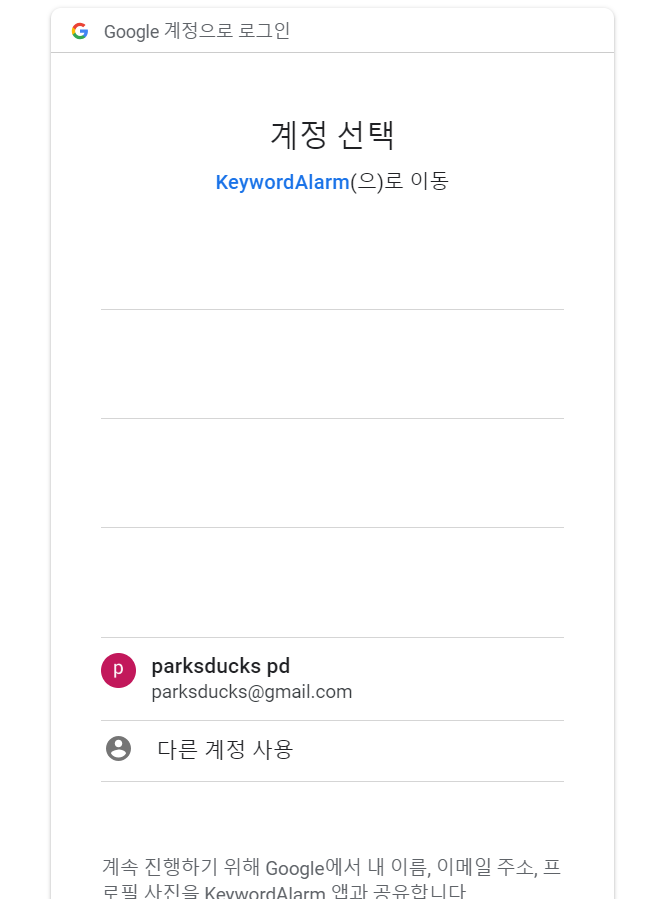 Google 계정으로 로그인
계정 선택
KeywordAlarm(으)로 이동
p
parksducks pd
parksducks@gmail.com
다른 계정 사용
계속 진행하기 위해 Google에서 내 이름, 이메일 주소, 프
로필 사진을 KeywordAlarm 앱과 공유합니다